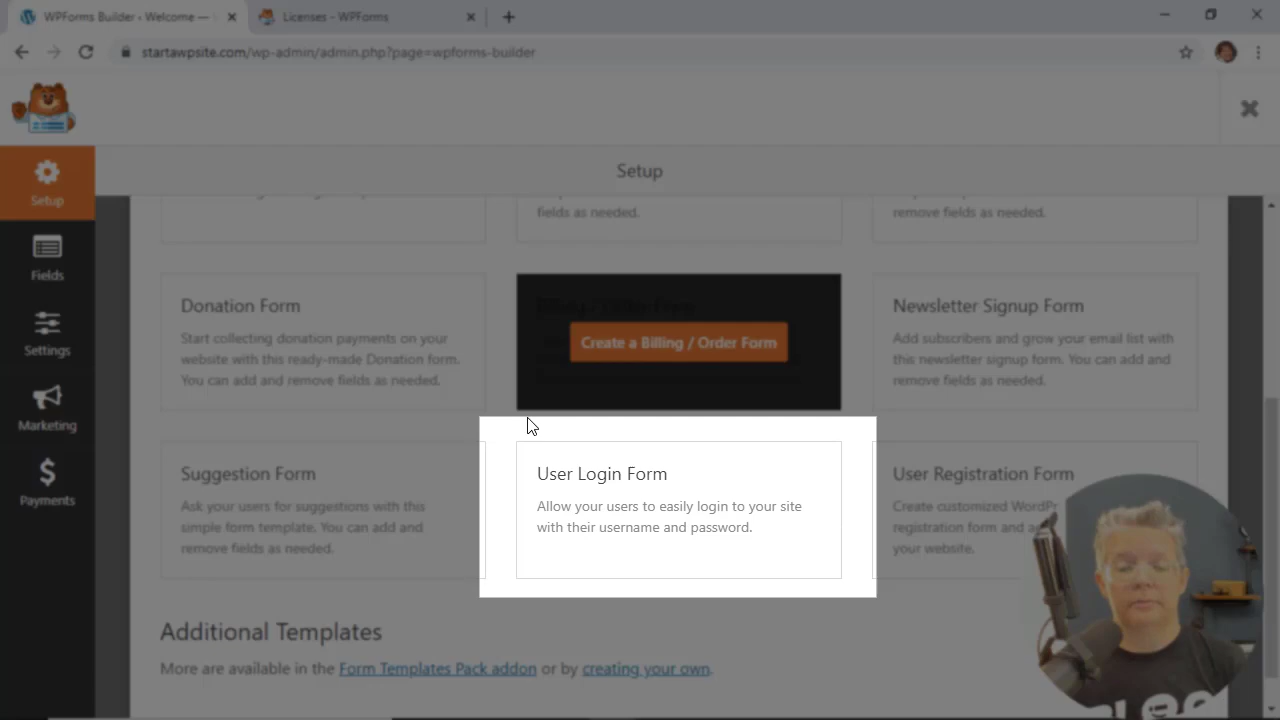 WPForms Builder ‹ Welcome —
Licenses - WPForms
startawpsite.com/wp-admin/admin.php?page=wpforms-builder
Setup
Setup
Fields
Settings
Marketing
Payments
fields as needed.
remove fields as needed.
Donation Form
Start collecting donation payments on your
website with this ready-made Donation form.
You can add and remove fields as needed.
Billing / Order Form
Create a Billing / Order Form
Newsletter Signup Form
Add subscribers and grow your email list with
this newsletter signup form. You can add and
remove fields as needed.
Suggestion Form
Ask your users for suggestions with this
simple form template. You can add and
remove fields as needed.
User Login Form
Allow your users to easily login to your site
with their username and password.
User Registration Form
Create customized
registration form and
your website.
Additional Templates
More are available in the Form Templates Pack addon or by creating your own.